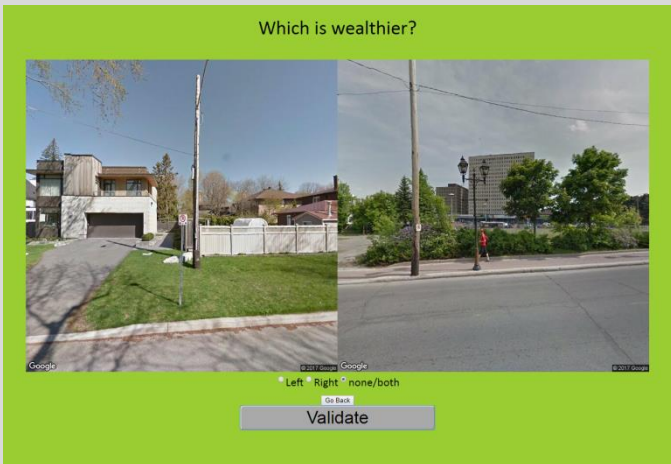 Which is wealthier?
Google
© 2017 Google
Google
© 2017 Google
Left Right none/both
Go Back
Validate